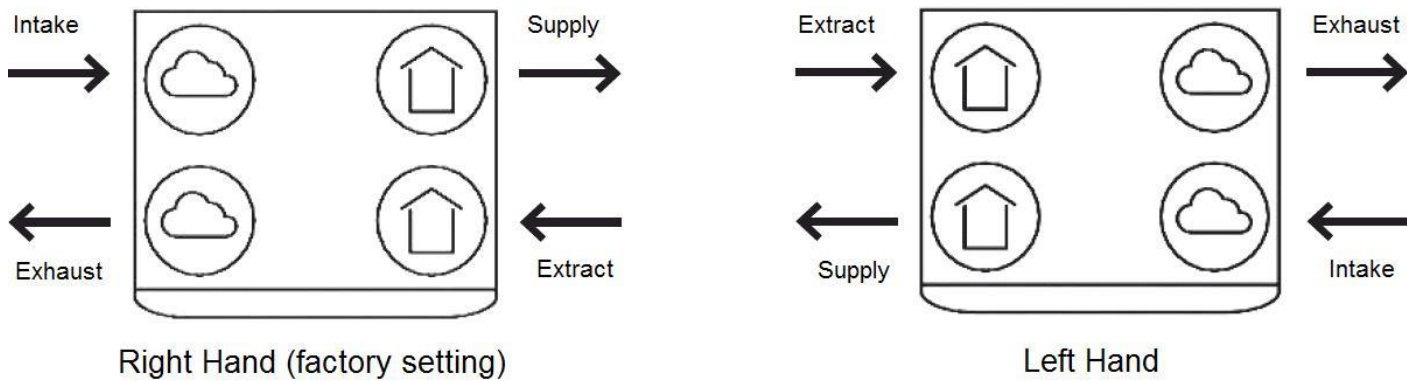 Intake
Supply
Exhaust
Extract
Right Hand (factory setting)
Extract
Exhaust
Supply
Intake
Left Hand